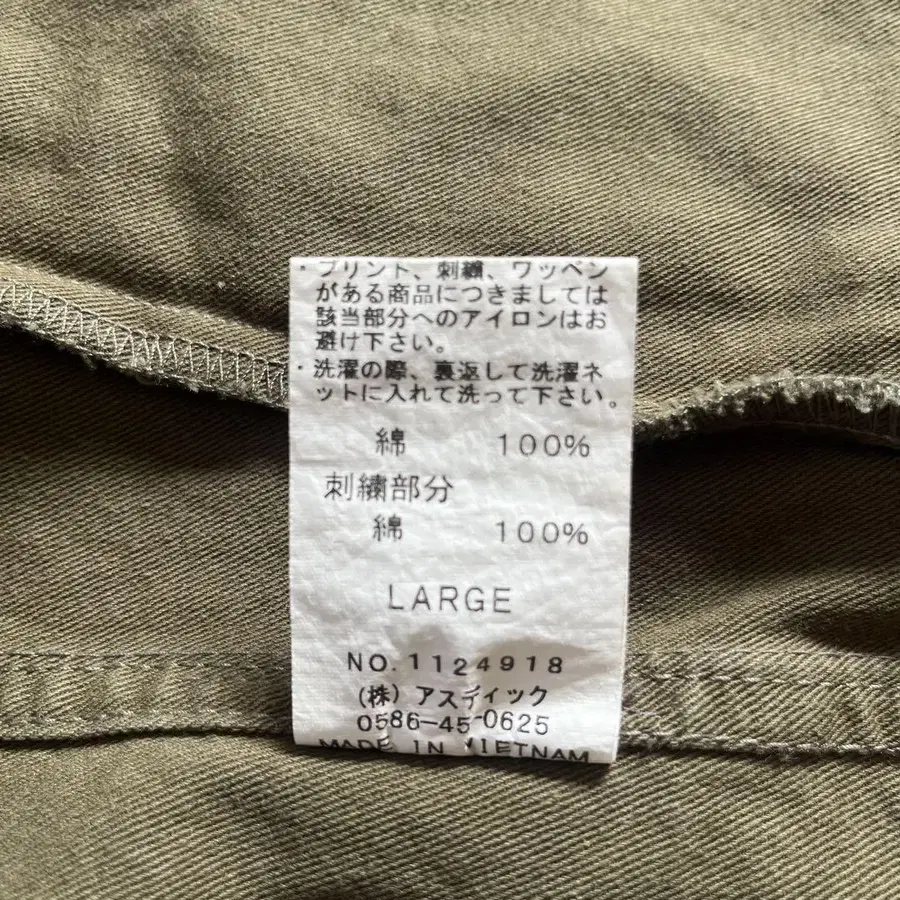 ・プリント、刺繍、ワッペン
がある商品につきましては
該当部分へのアイロンはお
避け下さい。
・洗濯の際、裏返して洗濯ネ
ットに入れて洗って下さい。
綿 100%
刺繍部分
綿 100%
LARGE
NO.1124918
(株)アスティック
0586-45-0625
MADE IN VIETNAM